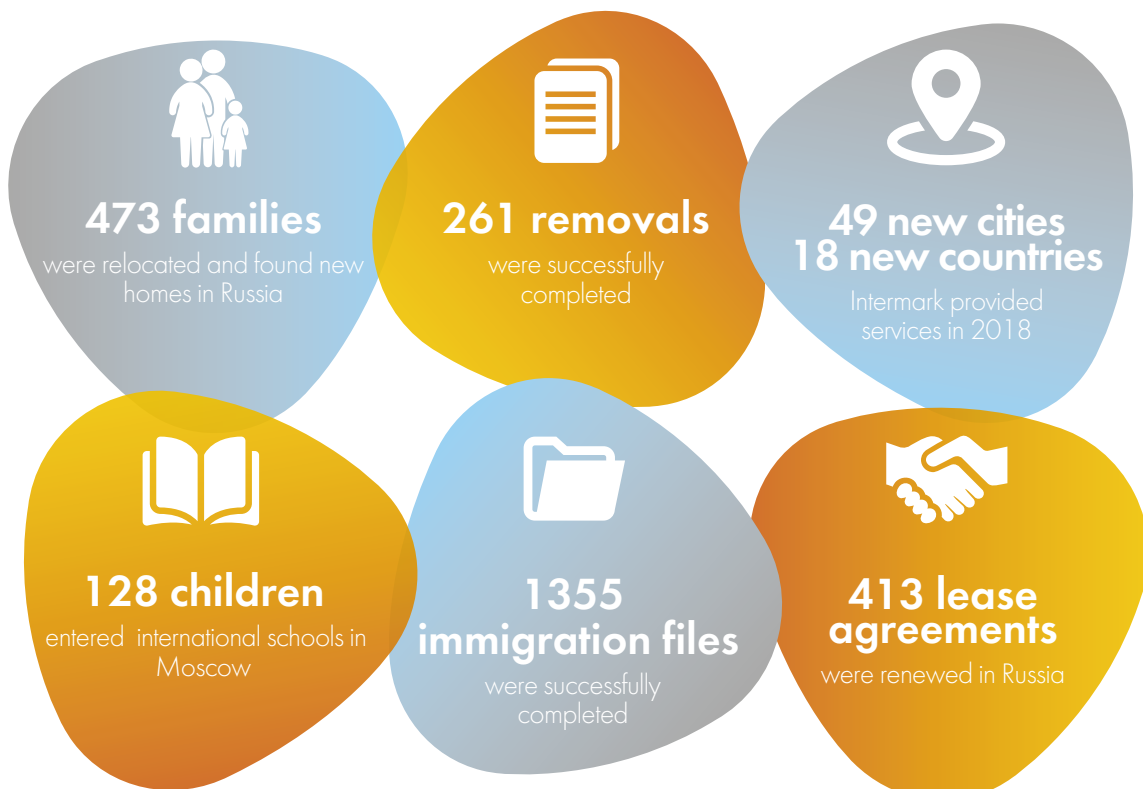 473 families
were relocated and found new
homes in Russia
261 removals
were successfully
completed
49 new cities
18 new countries
Intermark provided
services in 2018
128 children
entered  international schools in
Moscow
1355
immigration files
were successfully
completed
413 lease
agreements
were renewed in Russia